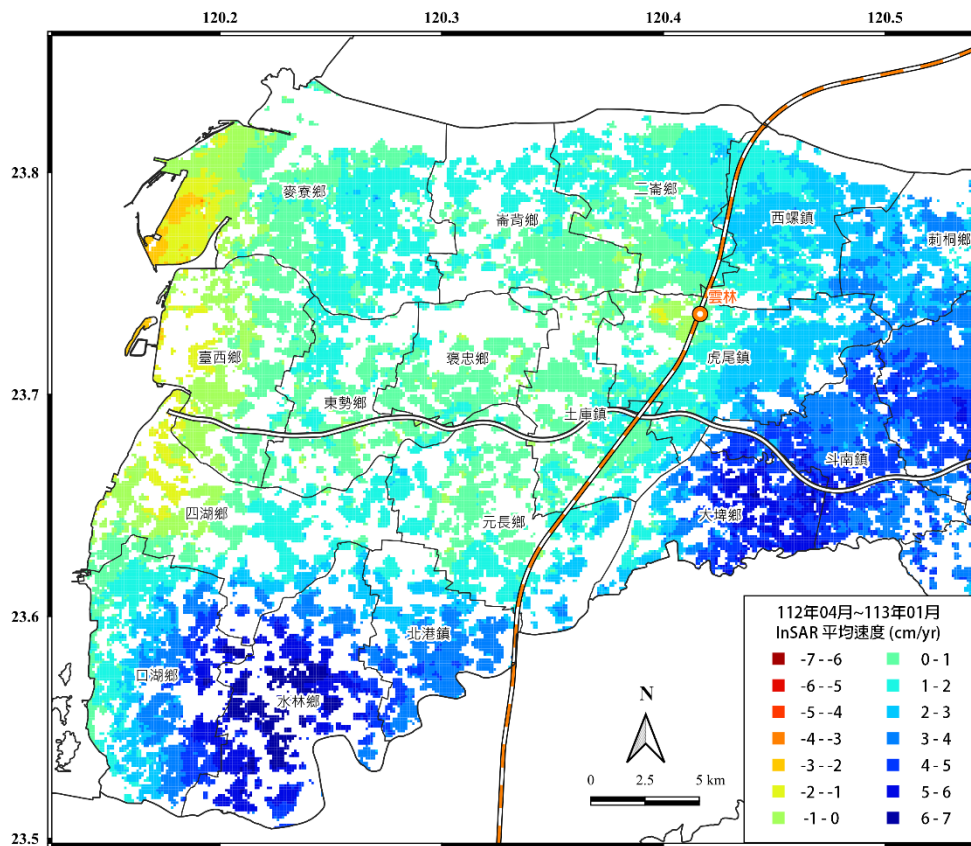 120.2 120.3 120.4 120.5
23.8
23.7
23.6
23.5
麥寮鄉
崙背鄉
二崙鄉
西螺鎮
莿桐鄉
雲林
臺西鄉
東勢鄉
褒忠鄉
虎尾鎮
土庫鎮
斗南鎮
四湖鄉
元長鄉
大埤鄉
北港鎮
口湖鄉
水林鄉
N
0 2.5 5 km
112年04月~113年01月
InSAR 平均速度 (cm/yr)
-7 - -6 0 - 1
-6 - -5 1 - 2
-5 - -4 2 - 3
-4 - -3 3 - 4
-3 - -2 4 - 5
-2 - -1 5 - 6
-1 - 0 6 - 7